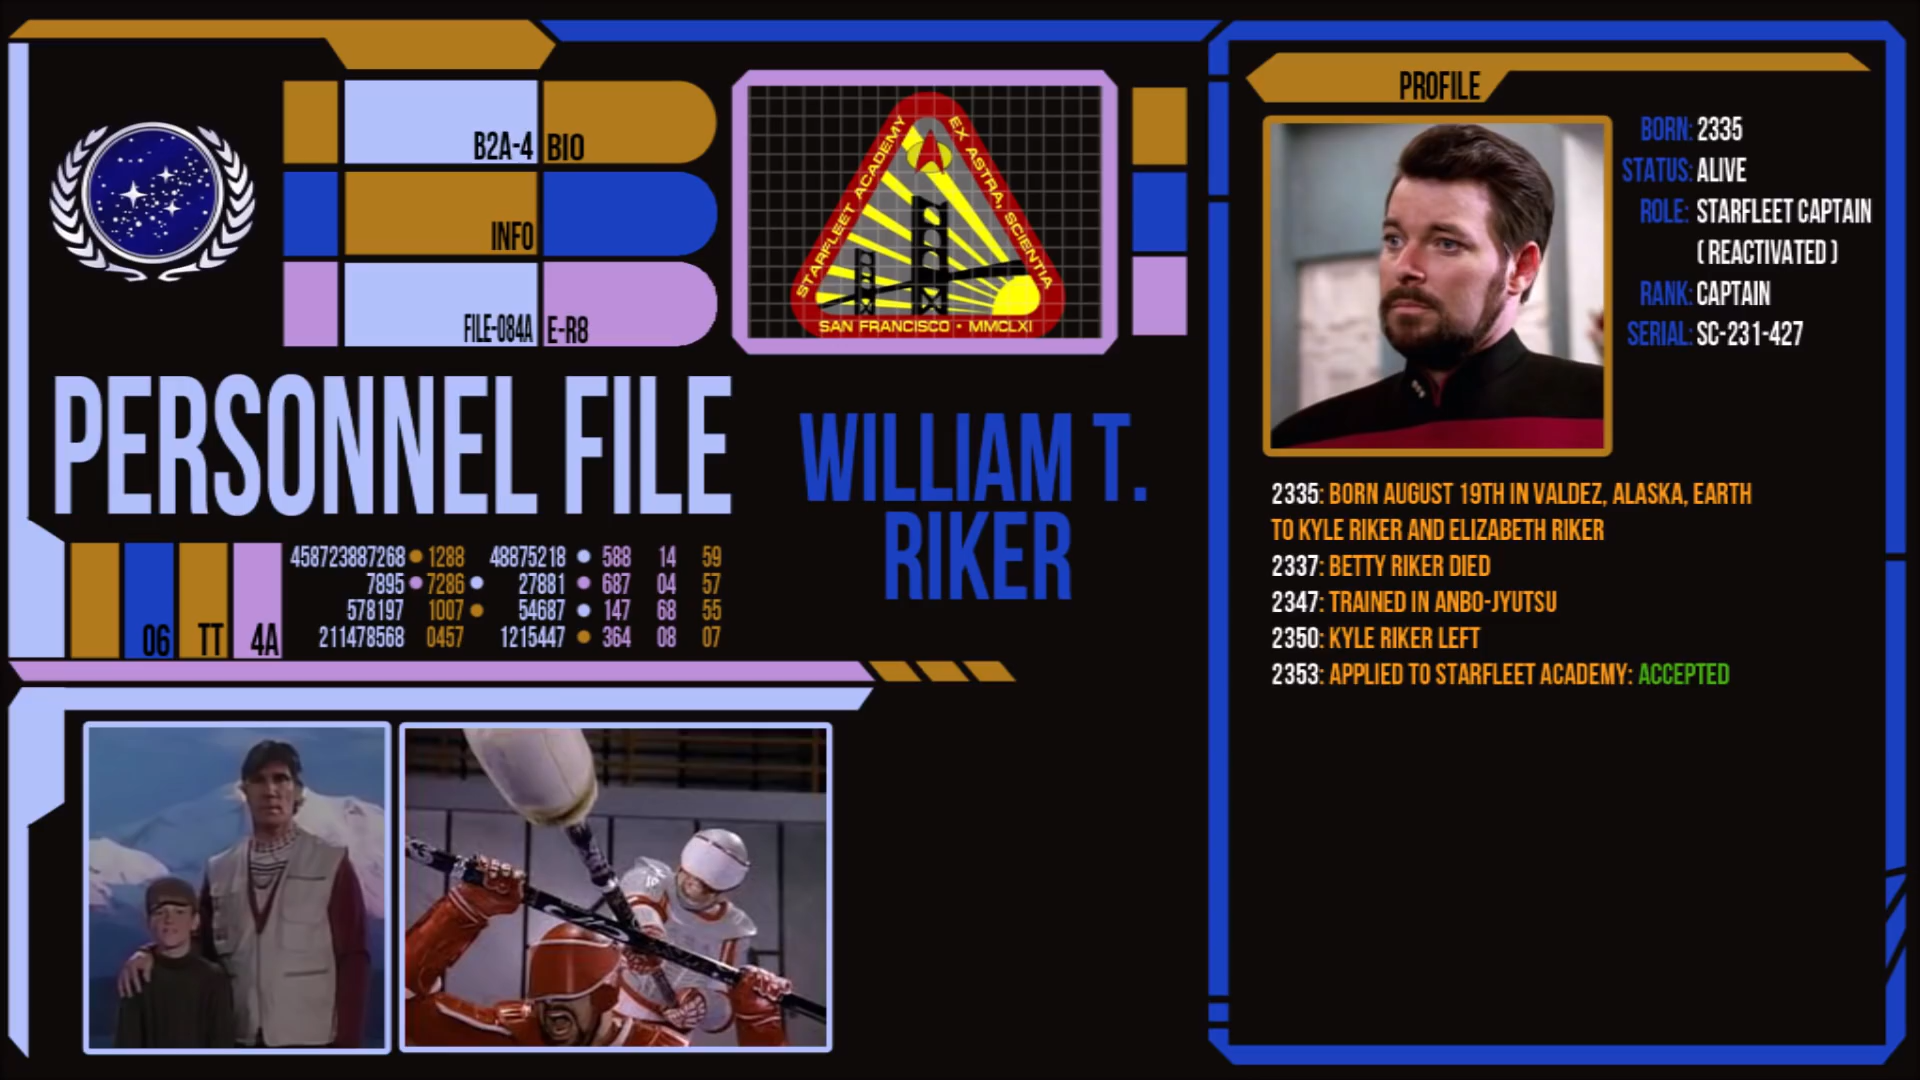 B2A-4 BIO
INFO
FILE-084A E-R8
STARFLEET ACADEMY
EX ASTRA, SCIENTIA
SAN FRANCISCO • MMCLXI
PERSONNEL FILE
WILLIAM T.
RIKER
06 TT 4A
458723887268 • 1288 48875218 • 588 14 59
7895 • 7286 • 27881 • 687 04 57
578197 1007 • 54687 • 147 68 55
211478568 0457 1215447 • 364 08 07
PROFILE
BORN: 2335
STATUS: ALIVE
ROLE: STARFLEET CAPTAIN
( REACTIVATED )
RANK: CAPTAIN
SERIAL: SC-231-427
2335: BORN AUGUST 19TH IN VALDEZ, ALASKA, EARTH
TO KYLE RIKER AND ELIZABETH RIKER
2337: BETTY RIKER DIED
2347: TRAINED IN ANBO-JYUTSU
2350: KYLE RIKER LEFT
2353: APPLIED TO STARFLEET ACADEMY: ACCEPTED